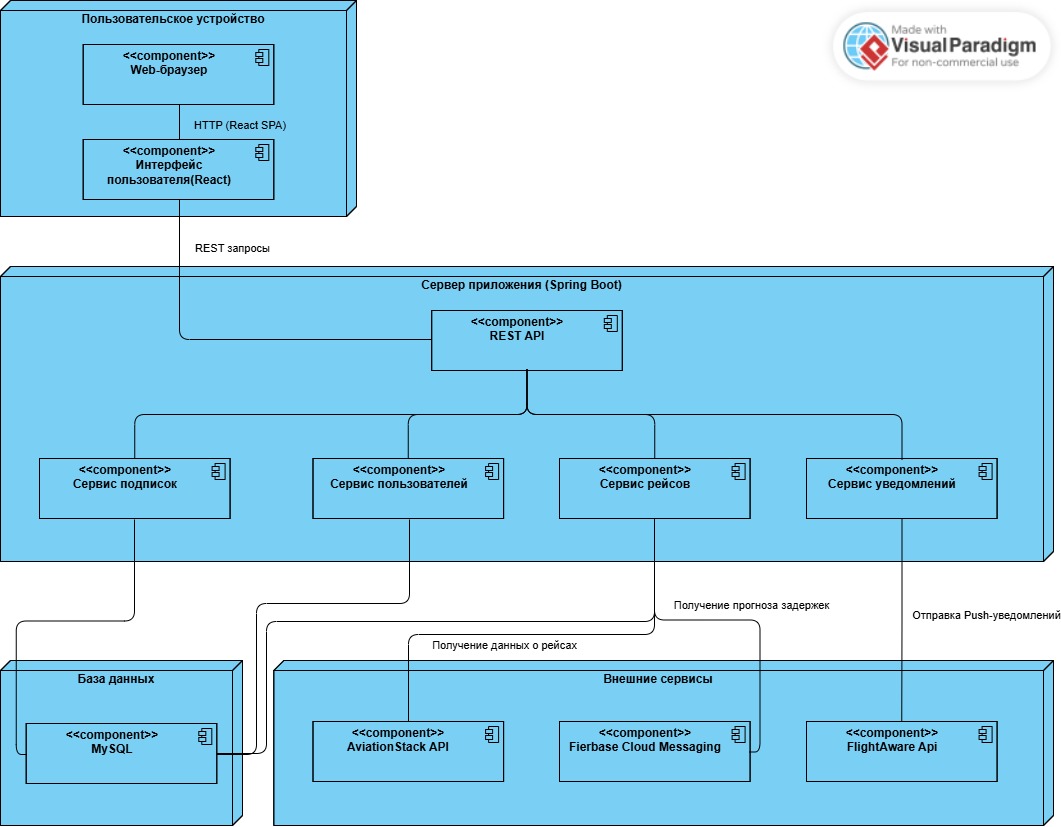 Пользовательское устройство
Made with
VisualParadigm
For non-commercial use
<<component>>
Web-браузер
HTTP (React SPA)
<<component>>
Интерфейс
пользователя(React)
REST запросы
Сервер приложения (Spring Boot)
<<component>>
REST API
<<component>>
Сервис подписок
<<component>>
Сервис пользователей
<<component>>
Сервис рейсов
<<component>>
Сервис уведомлений
Получение прогноза задержек
Отправка Push-уведомлений
Получение данных о рейсах
База данных
Внешние сервисы
<<component>>
MySQL
<<component>>
AviationStack API
<<component>>
Fierbase Cloud Messaging
<<component>>
FlightAware Api